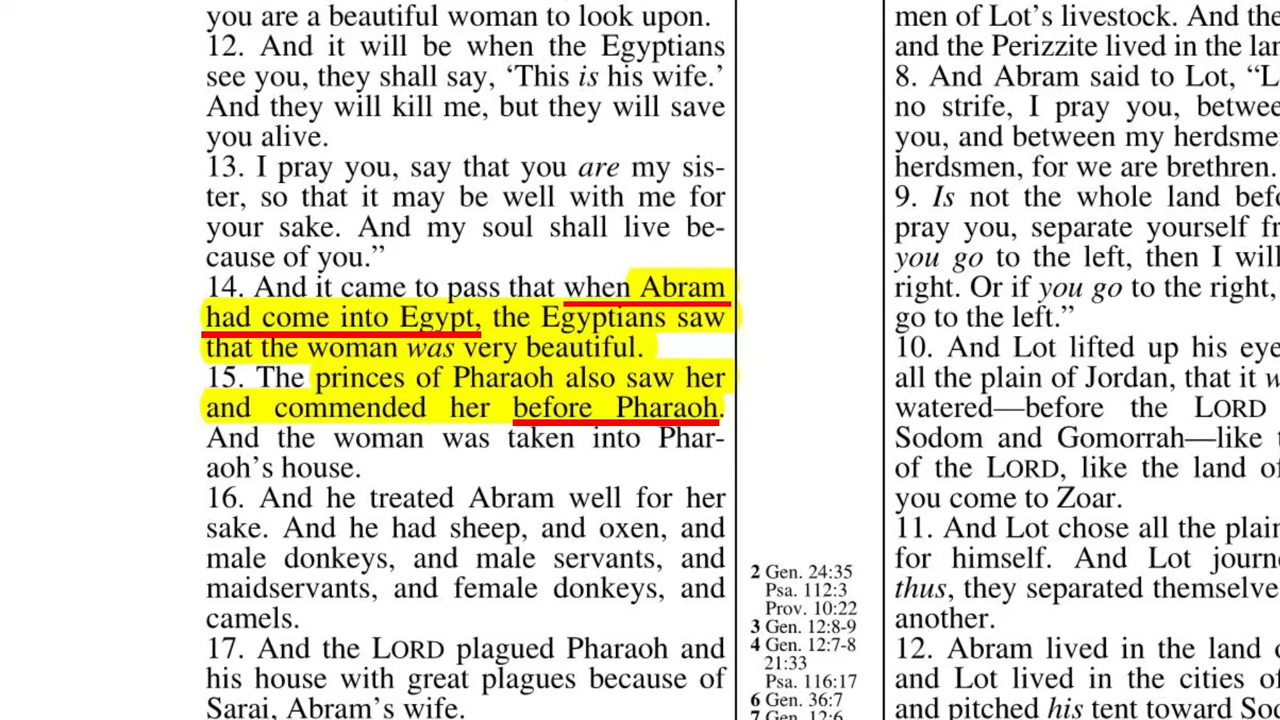 you are a beautiful woman to look upon.
12. And it will be when the Egyptians
see you, they shall say, ‘This is his wife.’
And they will kill me, but they will save
you alive.
13. I pray you, say that you are my sis-
ter, so that it may be well with me for
your sake. And my soul shall live be-
cause of you.”
14. And it came to pass that when Abram
had come into Egypt, the Egyptians saw
that the woman was very beautiful.
15. The princes of Pharaoh also saw her
and commended her before Pharaoh.
And the woman was taken into Phar-
aoh’s house.
16. And he treated Abram well for her
sake. And he had sheep, and oxen, and
male donkeys, and male servants, and
maidservants, and female donkeys, and
camels.
17. And the LORD plagued Pharaoh and
his house with great plagues because of
Sarai, Abram’s wife.
2 Gen. 24:35
Psa. 112:3
Prov. 10:22
3 Gen. 12:8-9
4 Gen. 12:7-8
21:33
Psa. 116:17
6 Gen. 36:7
7 Gen. 12:6
men of Lot’s livestock. And the
and the Perizzite lived in the
8. And Abram said to Lot,
no strife, I pray you,
you, and between my
herdsmen, for we are brethren.
9. Is not the whole land
pray you, separate yourself
you go to the left, then I will
right. Or if you go to the right,
go to the left.”
10. And Lot lifted up his
all the plain of Jordan, that it
watered—before the LORD
Sodom and Gomorrah—like
of the LORD, like the land
you come to Zoar.
11. And Lot chose all the
for himself. And Lot
thus, they separated
another.
12. Abram lived in the land
and Lot lived in the cities
and pitched his tent toward